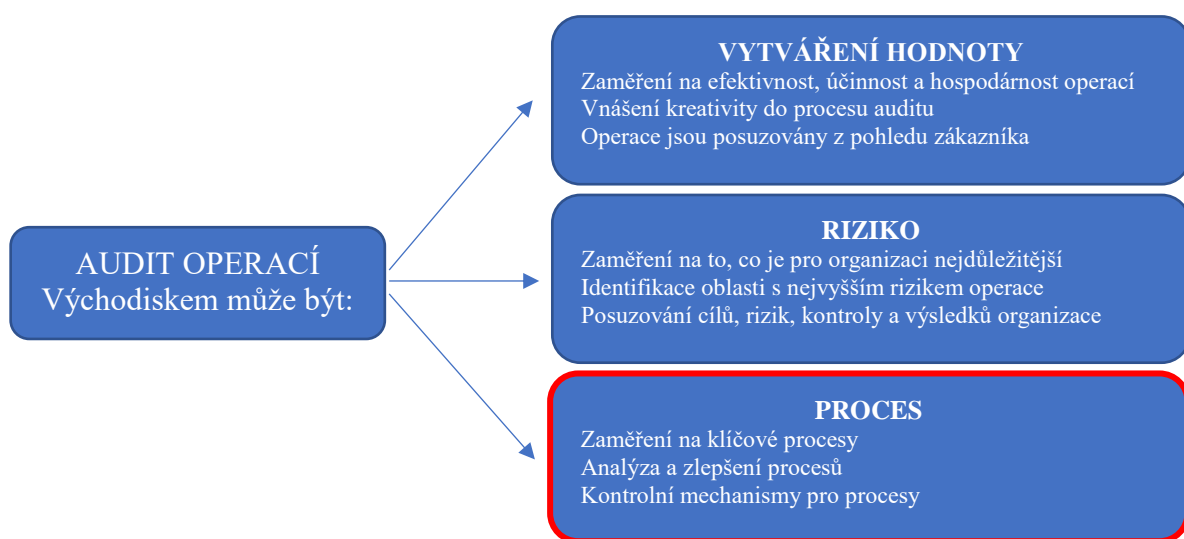 AUDIT OPERACÍ
Východiskem může být:
VYTVÁŘENÍ HODNOTY
Zaměření na efektivnost, účinnost a hospodárnost operací
Vnášení kreativity do procesu auditu
Operace jsou posuzovány z pohledu zákazníka
RIZIKO
Zaměření na to, co je pro organizaci nejdůležitější
Identifikace oblasti s nejvyšším rizikem operace
Posuzování cílů, rizik, kontroly a výsledků organizace
PROCES
Zaměření na klíčové procesy
Analýza a zlepšení procesů
Kontrolní mechanismy pro procesy